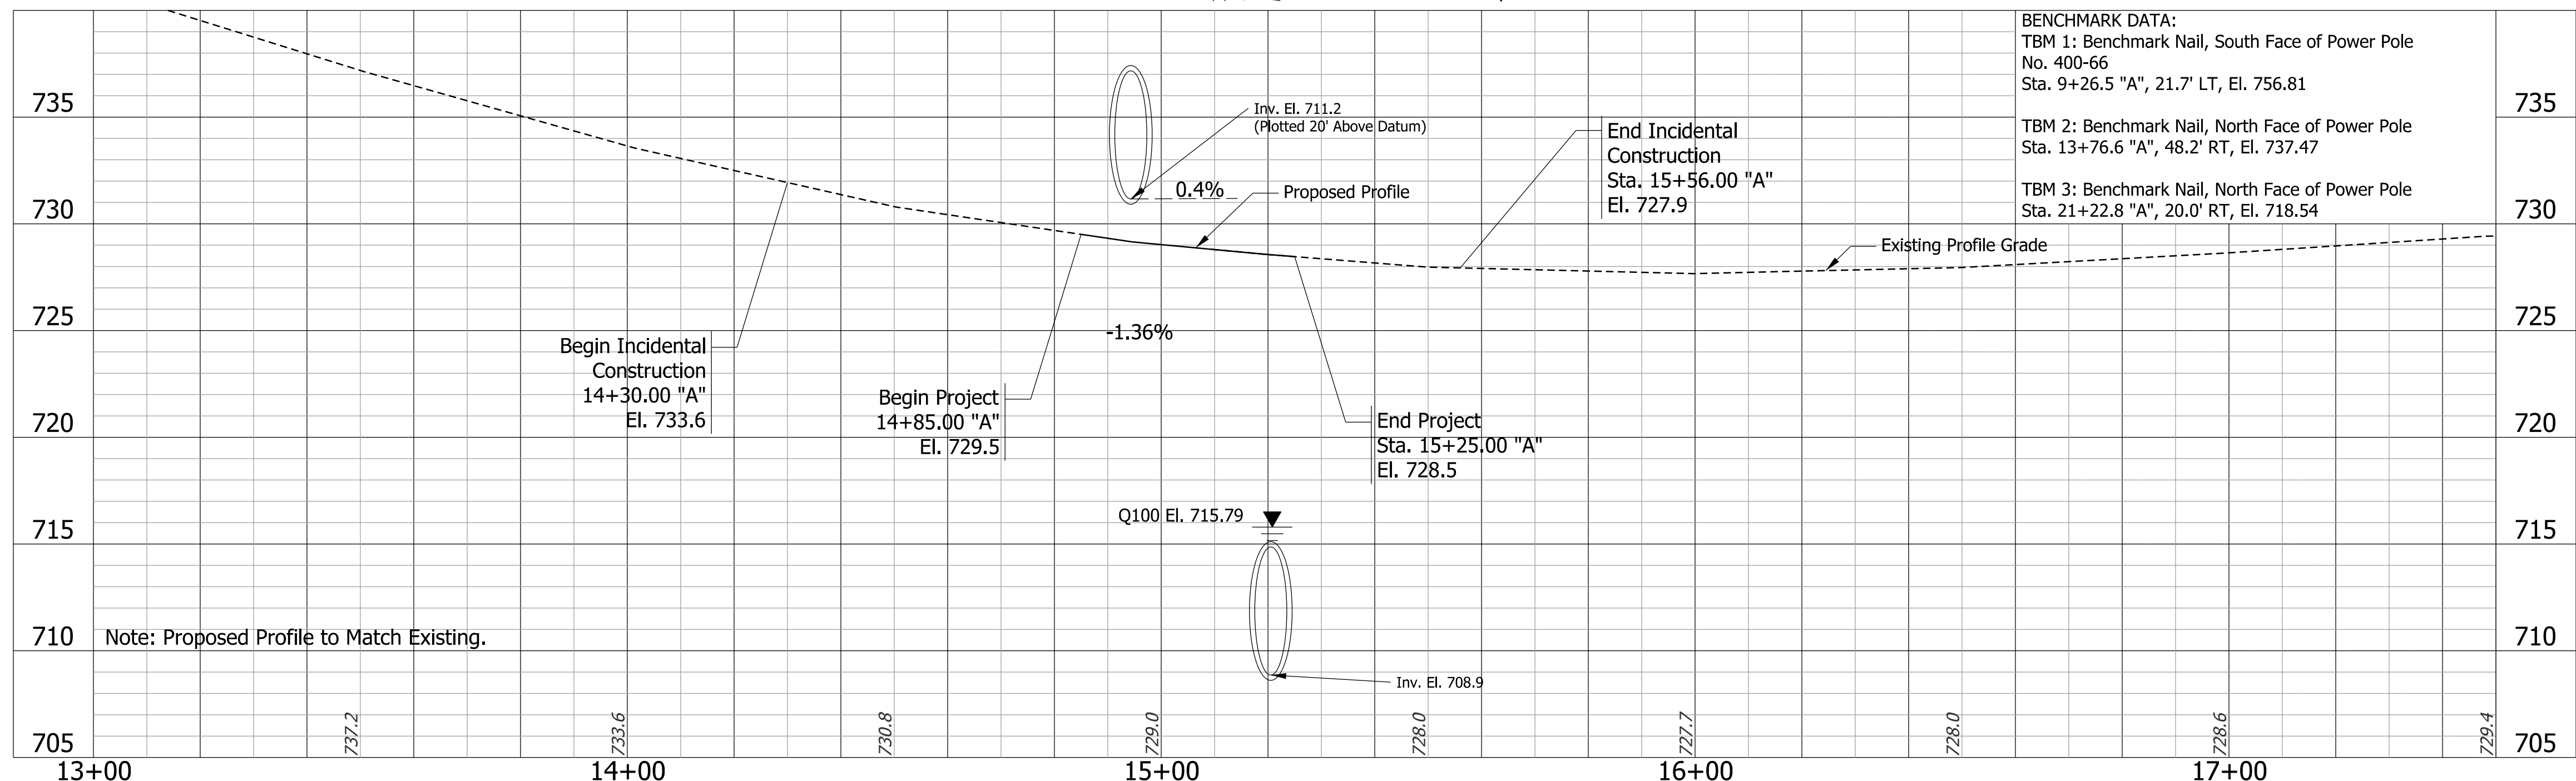 BENCHMARK DATA:
TBM 1: Benchmark Nail, South Face of Power Pole
No. 400-66
Sta. 9+26.5 "A", 21.7' LT, El. 756.81
TBM 2: Benchmark Nail, North Face of Power Pole
Sta. 13+76.6 "A", 48.2' RT, El. 737.47
TBM 3: Benchmark Nail, North Face of Power Pole
Sta. 21+22.8 "A", 20.0' RT, El. 718.54
735
735
Inv. El. 711.2
(Plotted 20' Above Datum)
End Incidental
Construction
Sta. 15+56.00 "A"
El. 727.9
0.4%
Proposed Profile
730
730
Existing Profile Grade
725
725
-1.36%
Begin Incidental
Construction
14+30.00 "A"
El. 733.6
Begin Project
14+85.00 "A"
El. 729.5
End Project
Sta. 15+25.00 "A"
El. 728.5
720
720
Q100 El. 715.79
715
715
710
Note: Proposed Profile to Match Existing.
710
Inv. El. 708.9
705
737.2
733.6
730.8
729.0
728.0
727.7
728.0
728.6
729.4
705
13+00
14+00
15+00
16+00
17+00